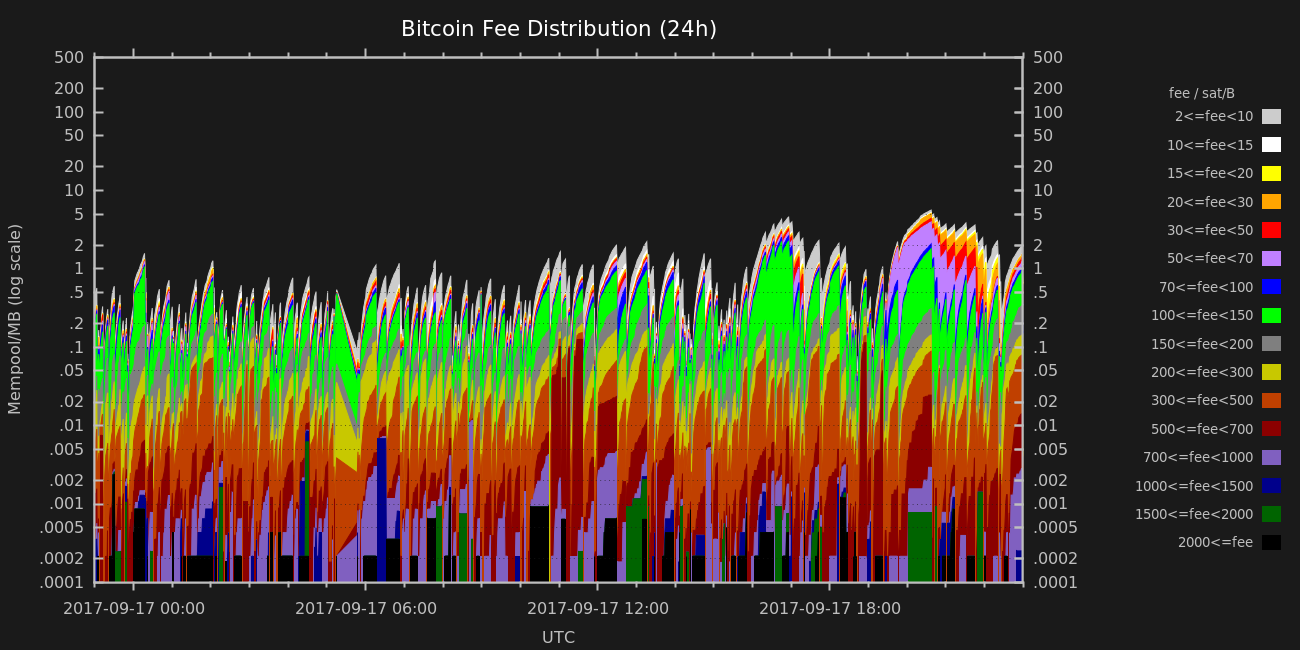 Bitcoin Fee Distribution (24h)
500 500
200 200
100 100
50 50
20 20
10 10
5 5
2 2
1 1
.5 .5
.2 .2
.1 .1
.05 .05
.02 .02
.01 .01
.005 .005
.002 .002
.001 .001
.0005 .0005
.0002 .0002
.0001 .0001
Mempool/MB (log scale)
2017-09-17 00:00 2017-09-17 06:00 2017-09-17 12:00 2017-09-17 18:00
UTC
fee / sat/B
2<=fee<10
10<=fee<15
15<=fee<20
20<=fee<30
30<=fee<50
50<=fee<70
70<=fee<100
100<=fee<150
150<=fee<200
200<=fee<300
300<=fee<500
500<=fee<700
700<=fee<1000
1000<=fee<1500
1500<=fee<2000
2000<=fee